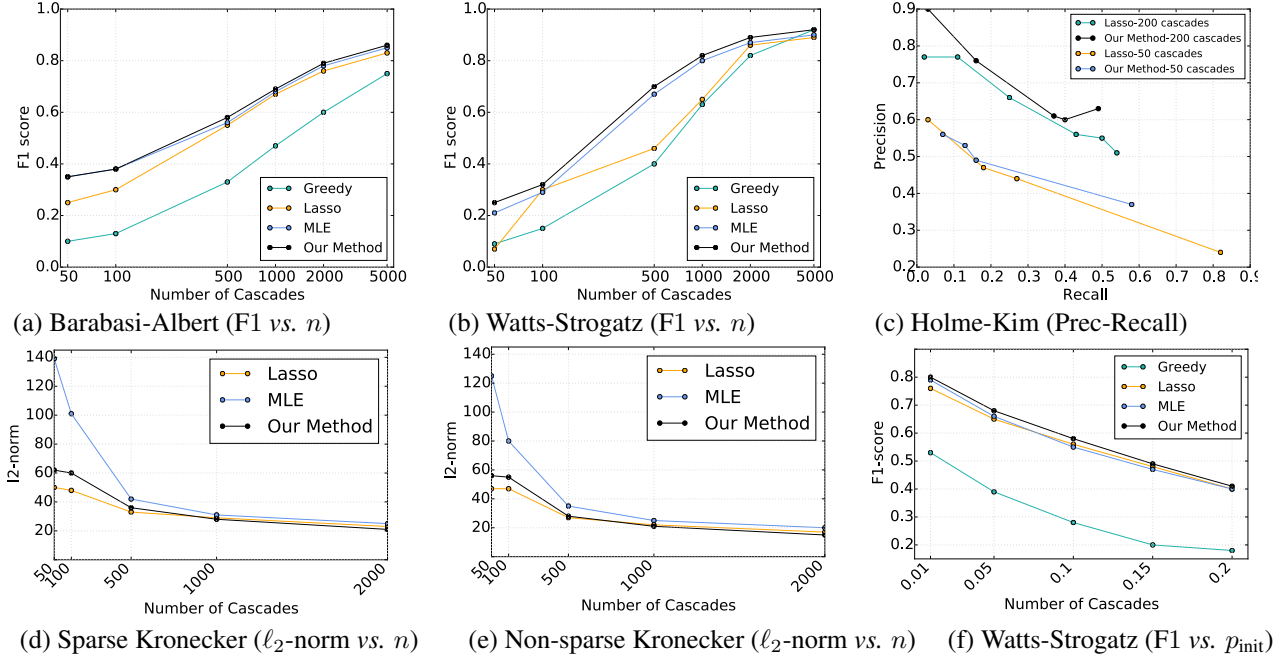 1.0
0.8
0.6
0.4
0.2
0.0
F1 score
50 100 500 1000 2000 5000
Number of Cascades
Greedy
Lasso
MLE
Our Method
(a) Barabasi-Albert (F1 vs. n)
1.0
0.8
0.6
0.4
0.2
0.0
F1 score
50 100 500 1000 2000 5000
Number of Cascades
Greedy
Lasso
MLE
Our Method
(b) Watts-Strogatz (F1 vs. n)
0.9
0.8
0.7
0.6
0.5
0.4
0.3
0.2
Precision
0.0 0.1 0.2 0.3 0.4 0.5 0.6 0.7 0.8 0.9
Recall
Lasso-200 cascades
Our Method-200 cascades
Lasso-50 cascades
Our Method-50 cascades
(c) Holme-Kim (Prec-Recall)
140
120
100
80
60
40
20
l2-norm
50 100 500 1000 2000
Number of Cascades
Lasso
MLE
Our Method
(d) Sparse Kronecker (ℓ2-norm vs. n)
140
120
100
80
60
40
20
l2-norm
50 100 500 1000 2000
Number of Cascades
Lasso
MLE
Our Method
(e) Non-sparse Kronecker (ℓ2-norm vs. n)
0.8
0.7
0.6
0.5
0.4
0.3
0.2
F1-score
0.01 0.05 0.1 0.15 0.2
Number of Cascades
Greedy
Lasso
MLE
Our Method
(f) Watts-Strogatz (F1 vs. pinit)